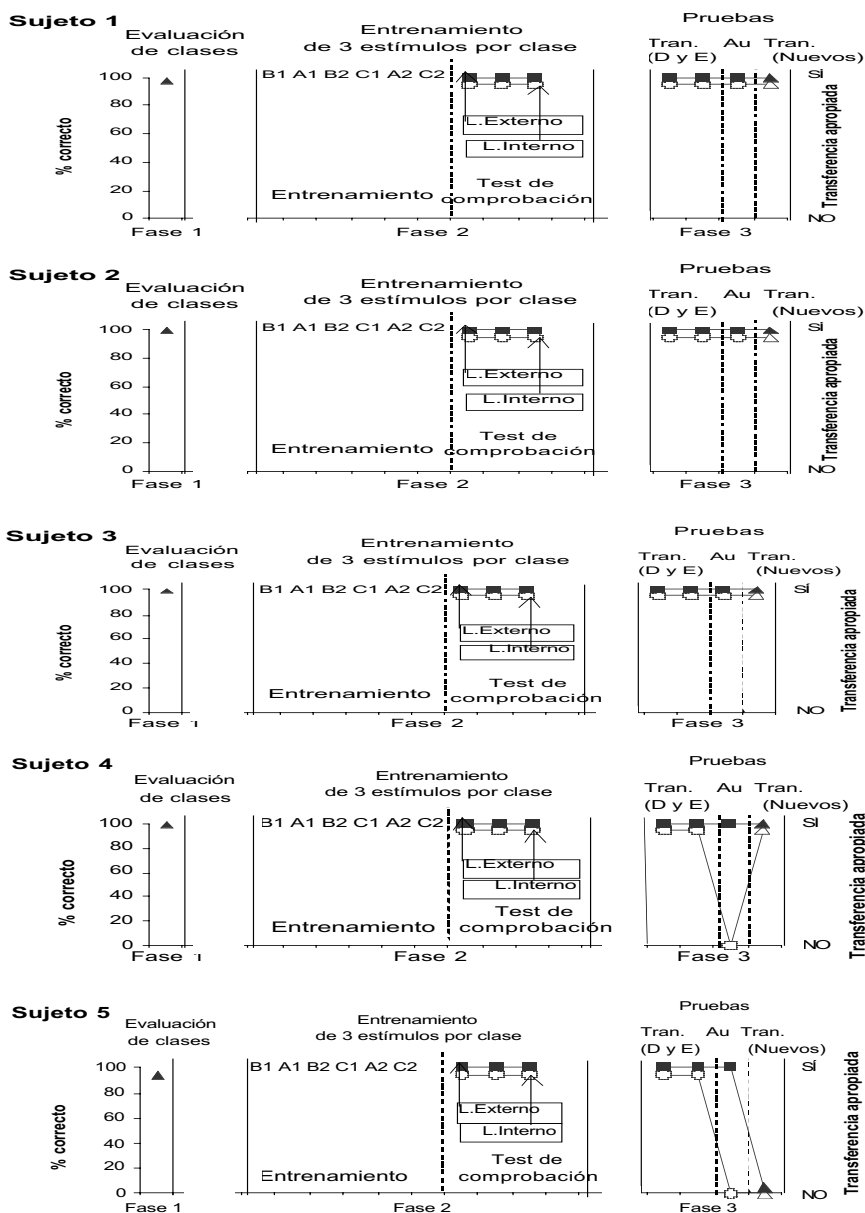 Sujeto 1
Evaluación
de clases
Entrenamiento
de 3 estímulos por clase
Pruebas
Tran. Au Tran.
(D y E) (Nuevos)
B1 A1 B2 C1 A2 C2
100
80
60
40
20
0
% correcto
L.Externo
L.Interno
Entrenamiento
Test de
comprobación
SÍ
NO
Transferencia apropiada
Fase 1
Fase 2
Fase 3
Sujeto 2
Evaluación
de clases
Entrenamiento
de 3 estímulos por clase
Pruebas
Tran. Au Tran.
(D y E) (Nuevos)
B1 A1 B2 C1 A2 C2
100
80
60
40
20
0
% correcto
L.Externo
L.Interno
Entrenamiento
Test de
comprobación
SÍ
NO
Transferencia apropiada
Fase 1
Fase 2
Fase 3
Sujeto 3
Evaluación
de clases
Entrenamiento
de 3 estímulos por clase
Pruebas
Tran. Au Tran.
(D y E) (Nuevos)
B1 A1 B2 C1 A2 C2
100
80
60
40
20
0
% correcto
L.Externo
L.Interno
Entrenamiento
Test de
comprobación
SÍ
NO
Transferencia apropiada
Fase 1
Fase 2
Fase 3
Sujeto 4
Evaluación
de clases
Entrenamiento
de 3 estímulos por clase
Pruebas
Tran. Au Tran.
(D y E) (Nuevos)
B1 A1 B2 C1 A2 C2
100
80
60
40
20
0
% correcto
L.Externo
L.Interno
Entrenamiento
Test de
comprobación
SÍ
NO
Transferencia apropiada
Fase 1
Fase 2
Fase 3
Sujeto 5
Evaluación
de clases
Entrenamiento
de 3 estímulos por clase
Pruebas
Tran. Au Tran.
(D y E) (Nuevos)
B1 A1 B2 C1 A2 C2
100
80
60
40
20
0
% correcto
L.Externo
L.Interno
Entrenamiento
Test de
comprobación
SÍ
NO
Transferencia apropiada
Fase 1
Fase 2
Fase 3